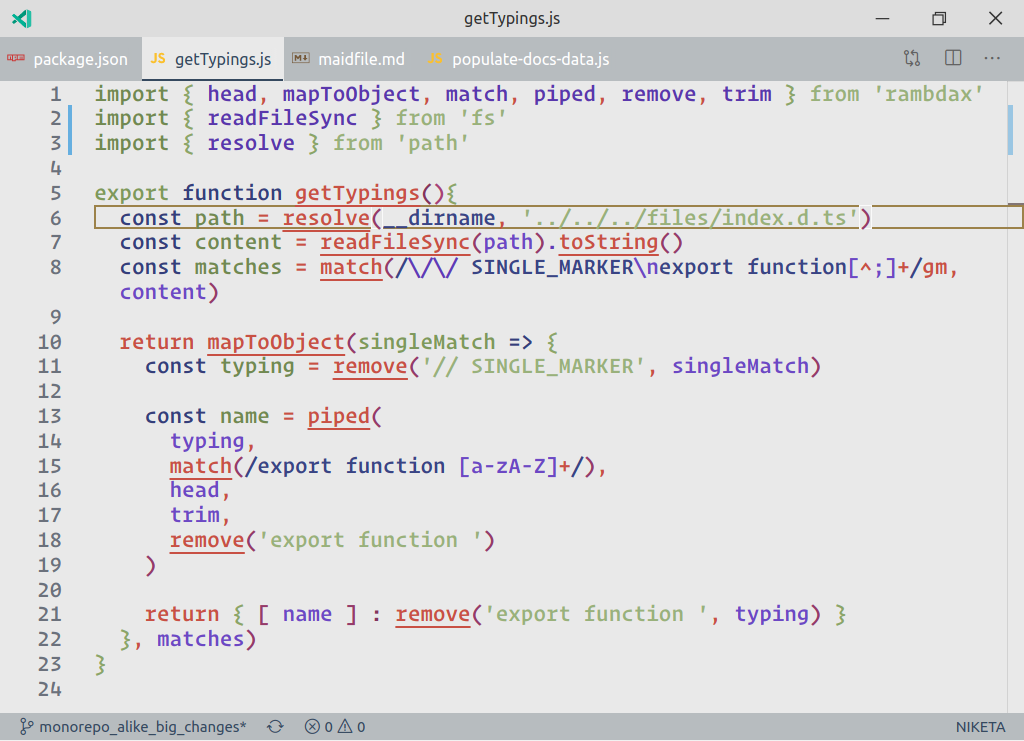 getTypings.js
npm package.json JS getTypings.js M↓ maidfile.md JS populate-docs-data.js ...
1 import { head, mapToObject, match, piped, remove, trim } from 'rambdax'
2 import { readFileSync } from 'fs'
3 import { resolve } from 'path'
4
5 export function getTypings(){
6 const path = resolve(__dirname, '../../../files/index.d.ts')
7 const content = readFileSync(path).toString()
8 const matches = match(/\/\/ SINGLE_MARKER\nexport function[^;]+/gm,
content)
9
10 return mapToObject(singleMatch => {
11 const typing = remove('// SINGLE_MARKER', singleMatch)
12
13 const name = piped(
14 typing,
15 match(/export function [a-zA-Z]+/),
16 head,
17 trim,
18 remove('export function ')
19 )
20
21 return { [ name ] : remove('export function ', typing) }
22 }, matches)
23 }
24
monorepo_alike_big_changes* 0 0 NIKETA